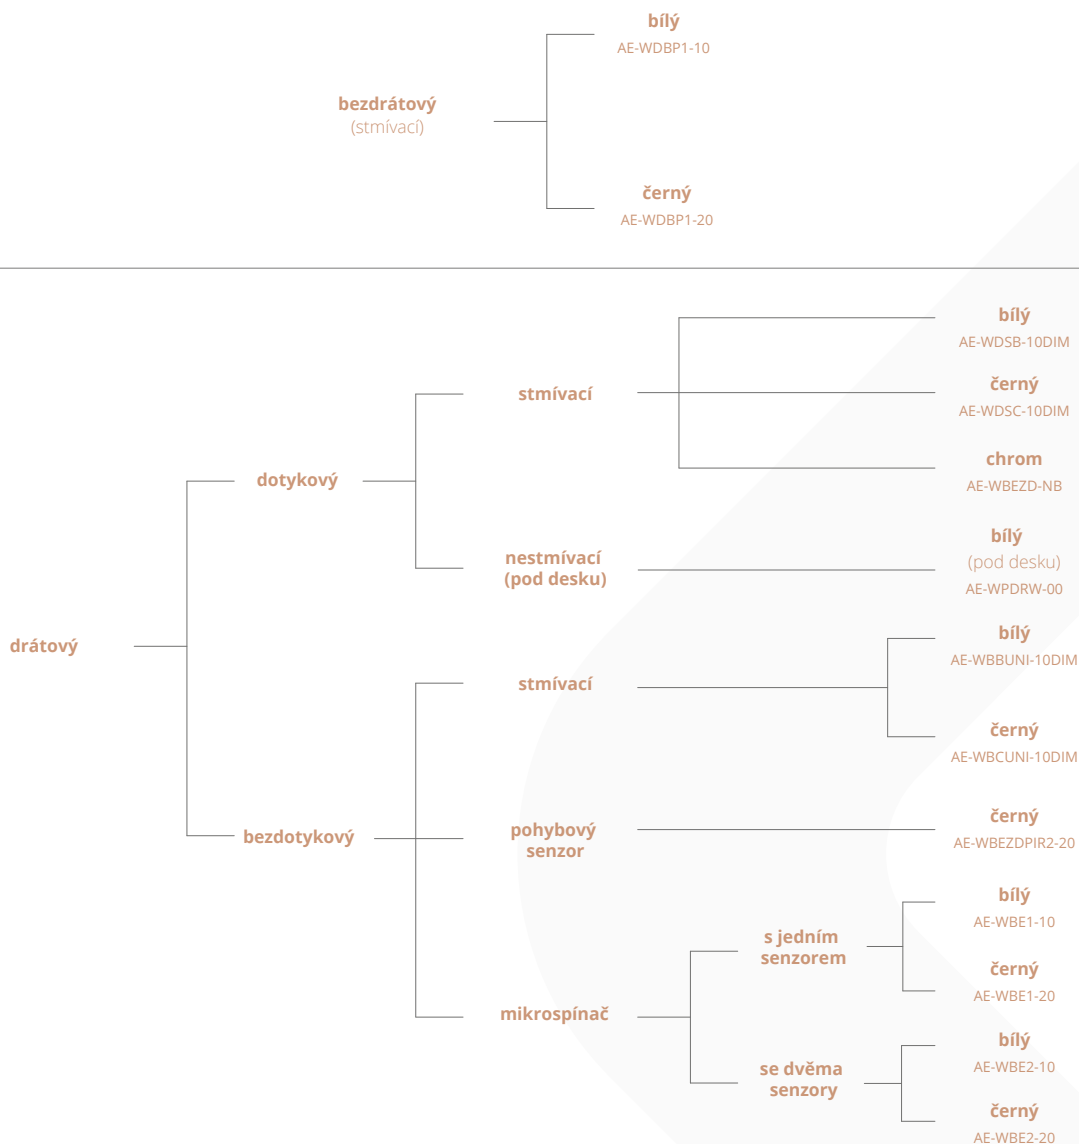 bílý
AE-WDBP1-10
bezdrátový
(stmívací)
černý
AE-WDBP1-20
bílý
AE-WDSB-10DIM
stmívací
černý
AE-WDSC-10DIM
chrom
AE-WBEZD-NB
dotykový
nestmívací
(pod desku)
bílý
(pod desku)
AE-WPDRW-00
drátový
bílý
AE-WBBUNI-10DIM
stmívací
černý
AE-WBCUNI-10DIM
bezdotykový
pohybový
senzor
černý
AE-WBEZDPIR2-20
bílý
AE-WBE1-10
s jedním
senzorem
černý
AE-WBE1-20
mikrospínač
bílý
AE-WBE2-10
se dvěma
senzory
černý
AE-WBE2-20